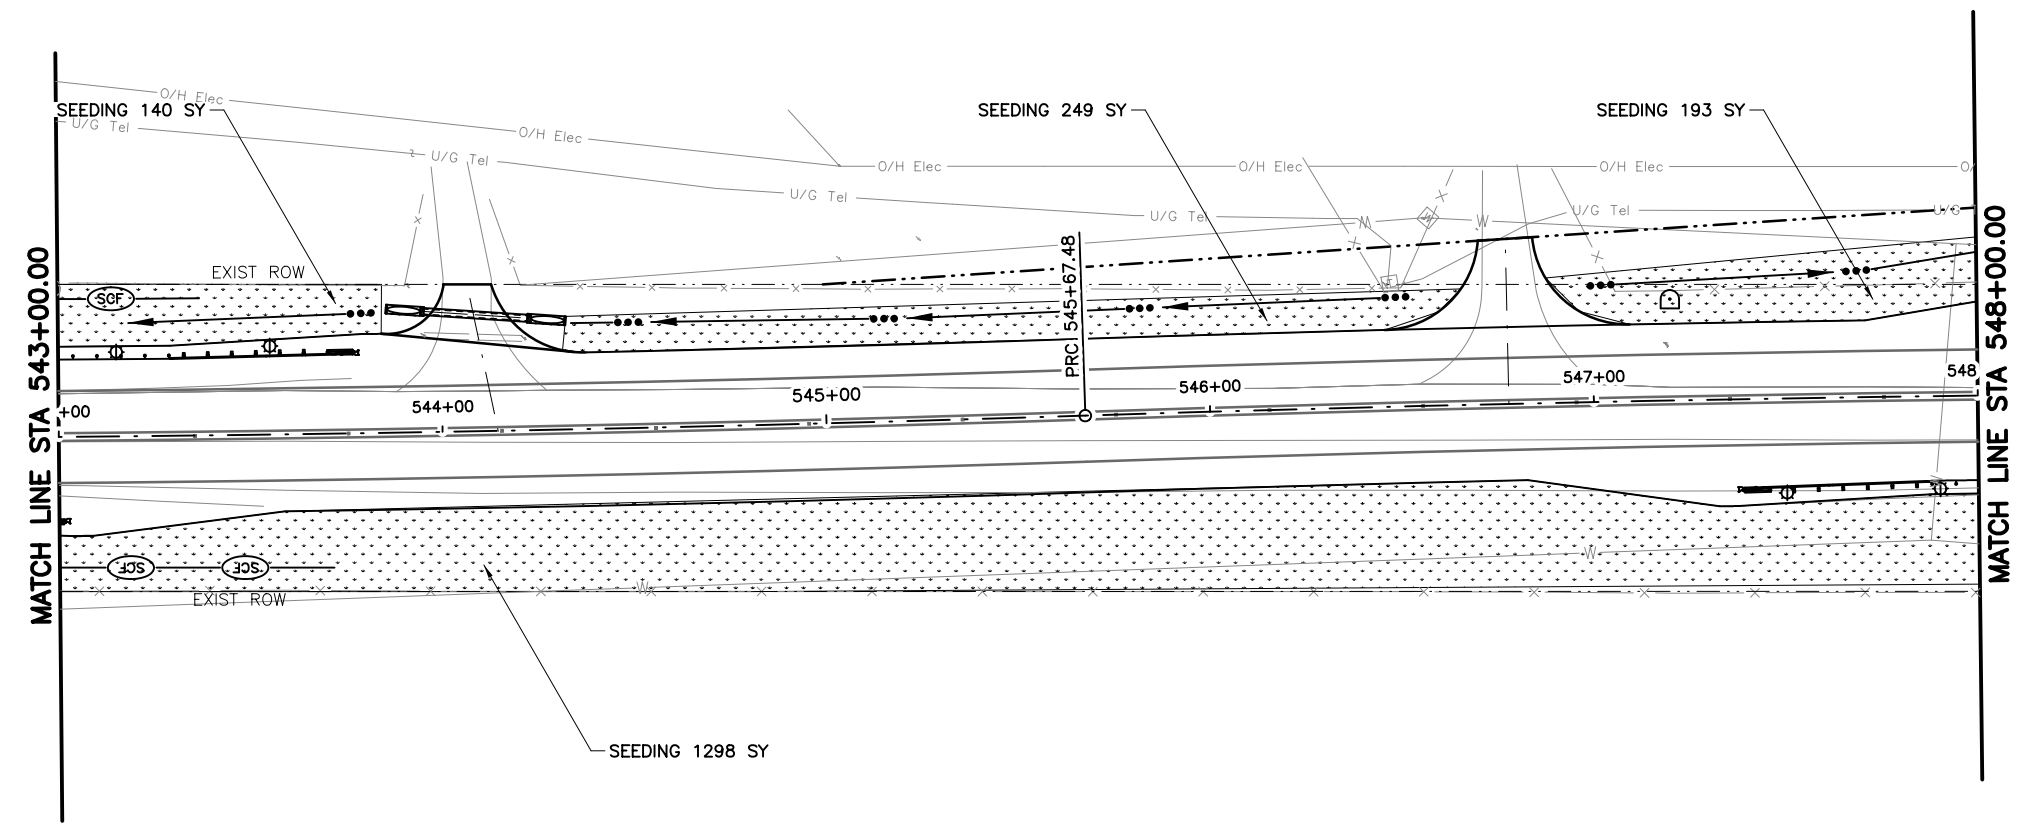 O/H Elec
SEEDING 140 SY
SEEDING 249 SY
SEEDING 193 SY
U/G Tel
O/H Elec
U/G Tel
O/H Elec
O/H Elec
O/H Elec
O/
U/G Tel
U/G Tel
U/G Tel
U/G
W
W
EXIST ROW
SCF
MATCH LINE STA 543+00.00
PRC 545+67.48
MATCH LINE STA 548+00.00
+00
544+00
545+00
546+00
547+00
548
SCF
SCF
W
W
W
EXIST ROW
SEEDING 1298 SY